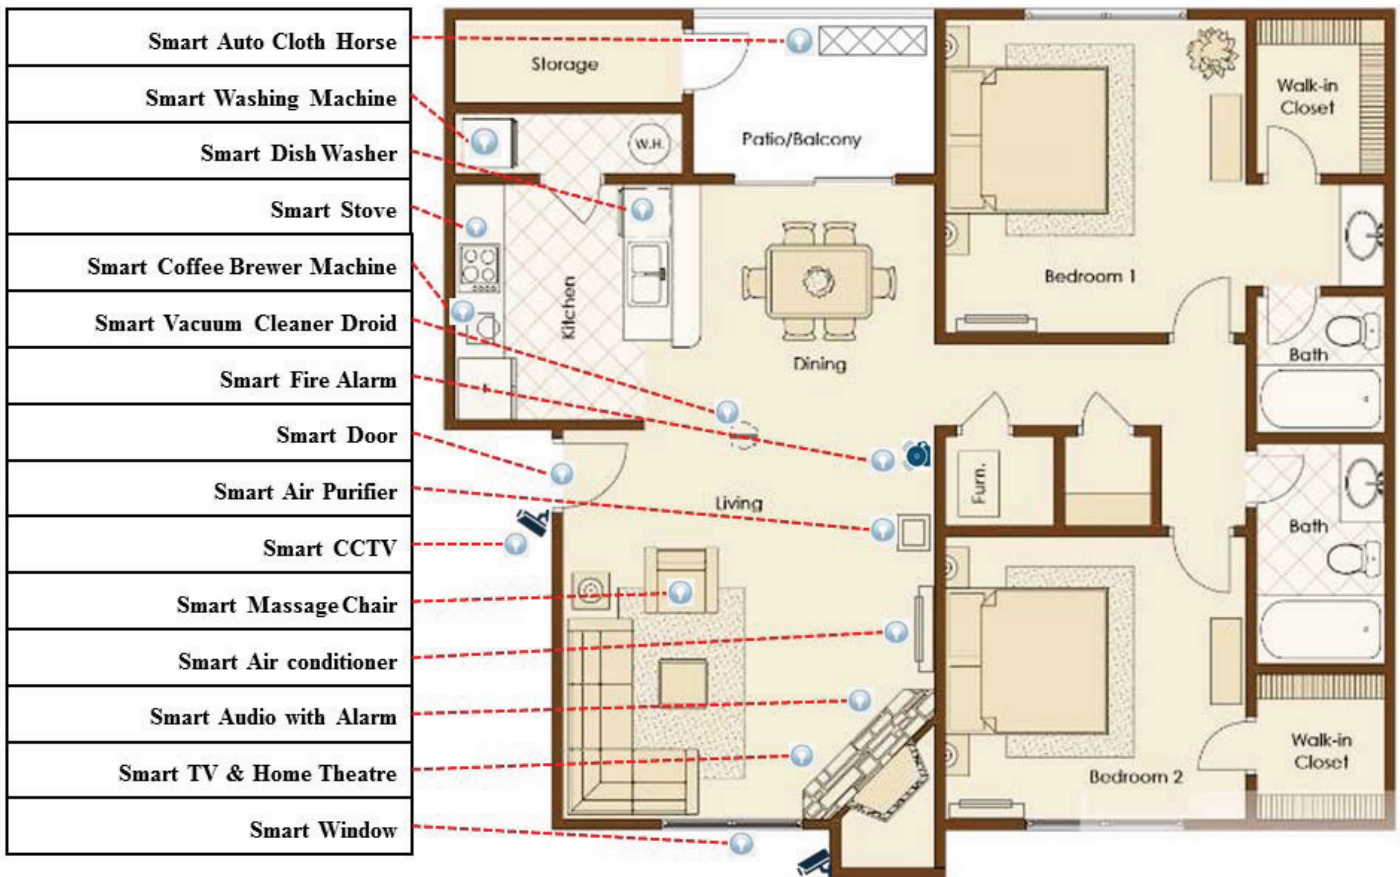 Smart Auto Cloth Horse
Smart Washing Machine
Smart Dish Washer
Smart Stove
Smart Coffee Brewer Machine
Smart Vacuum Cleaner Droid
Smart Fire Alarm
Smart Door
Smart Air Purifier
Smart CCTV
Smart Massage Chair
Smart Air conditioner
Smart Audio with Alarm
Smart TV & Home Theatre
Smart Window
Storage
Patio/Balcony
W.H.
Kitchen
Dining
Living
Bedroom 1
Walk-in
Closet
Bath
Furn.
Bath
Bedroom 2
Walk-in
Closet